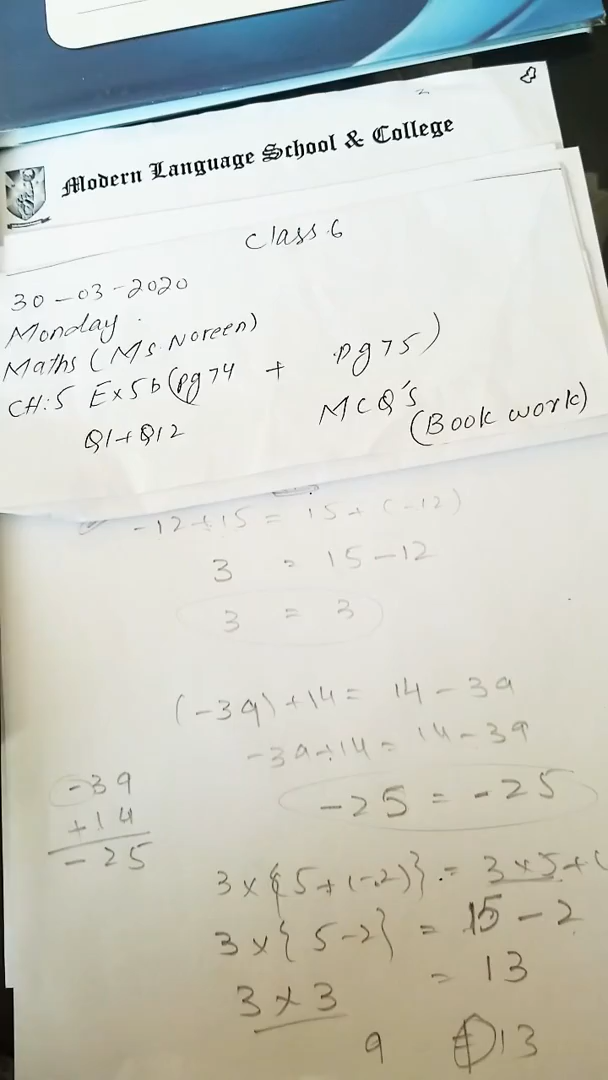 Modern Language School & College
Class 6
30-03-2020
Monday.
Maths (Ms. Noreen)
CH:5 Ex 5b (pg 74 + pg 75)
Q1 + Q12 MCQ's
(Book work)
-12+15 = 15+(-12)
3 = 15-12
3 = 3
(-39)+14 = 14-39
-39+14 = 14-39
-25 = -25
-39
+14
-25
3×{5+(-2)} = 3×5+(
3×{5-2} = 15-2
= 13
3×3
9 ≠ 13